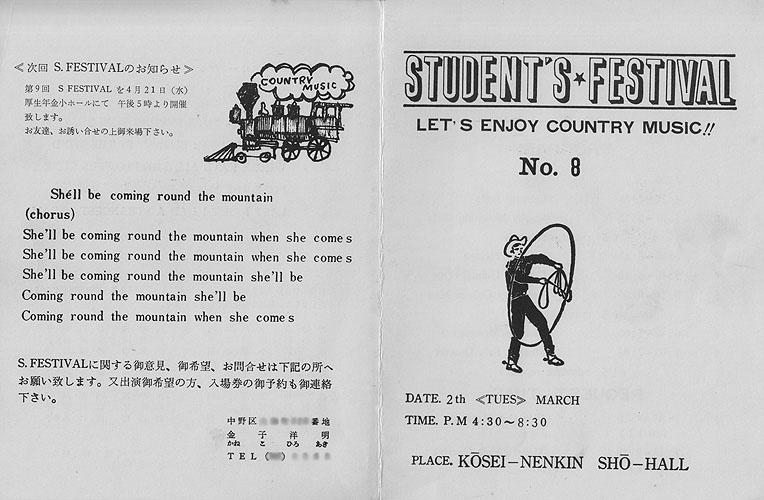 ≪次回 S. FESTIVALのお知らせ≫
第9回 S FESTIVAL を4月21日(水)
厚生年金小ホールにて 午後5時より開催
致します。
お友達、お誘い合せの上御来場下さい。
COUNTRY
MUSIC
She'll be coming round the mountain
(chorus)
She'll be coming round the mountain when she comes
She'll be coming round the mountain when she comes
She'll be coming round the mountain she'll be
Coming round the mountain she'll be
Coming round the mountain when she comes
S. FESTIVALに関する御意見、御希望、お問合せは下記の所へ
お願い致します。又出演御希望の方、入場券の御予約も御連絡
下さい。
中野区 番地
金子洋明
かねこひろあき
TEL( )
STUDENT'S★FESTIVAL
LET'S ENJOY COUNTRY MUSIC!!
No. 8
DATE. 2th ≪TUES≫ MARCH
TIME. P.M 4:30～8:30
PLACE. KŌSEI-NENKIN SHŌ-HALL